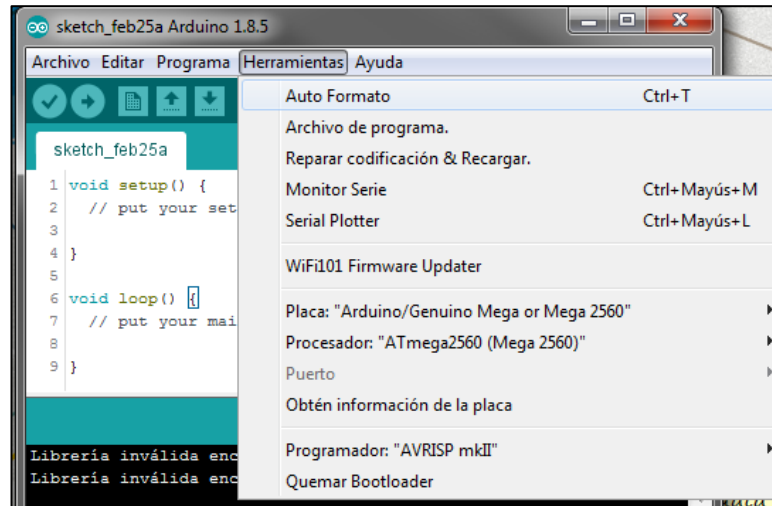 sketch_feb25a Arduino 1.8.5
Archivo Editar Programa Herramientas Ayuda
Auto Formato Ctrl+T
Archivo de programa.
Reparar codificación & Recargar.
Monitor Serie Ctrl+Mayús+M
Serial Plotter Ctrl+Mayús+L
WiFi101 Firmware Updater
Placa: "Arduino/Genuino Mega or Mega 2560"
Procesador: "ATmega2560 (Mega 2560)"
Puerto
Obtén información de la placa
Programador: "AVRISP mkII"
Quemar Bootloader
sketch_feb25a
1 void setup() {
2 // put your set
3
4 }
5
6 void loop() {
7 // put your mai
8
9 }
Librería inválida enc
Librería inválida enc